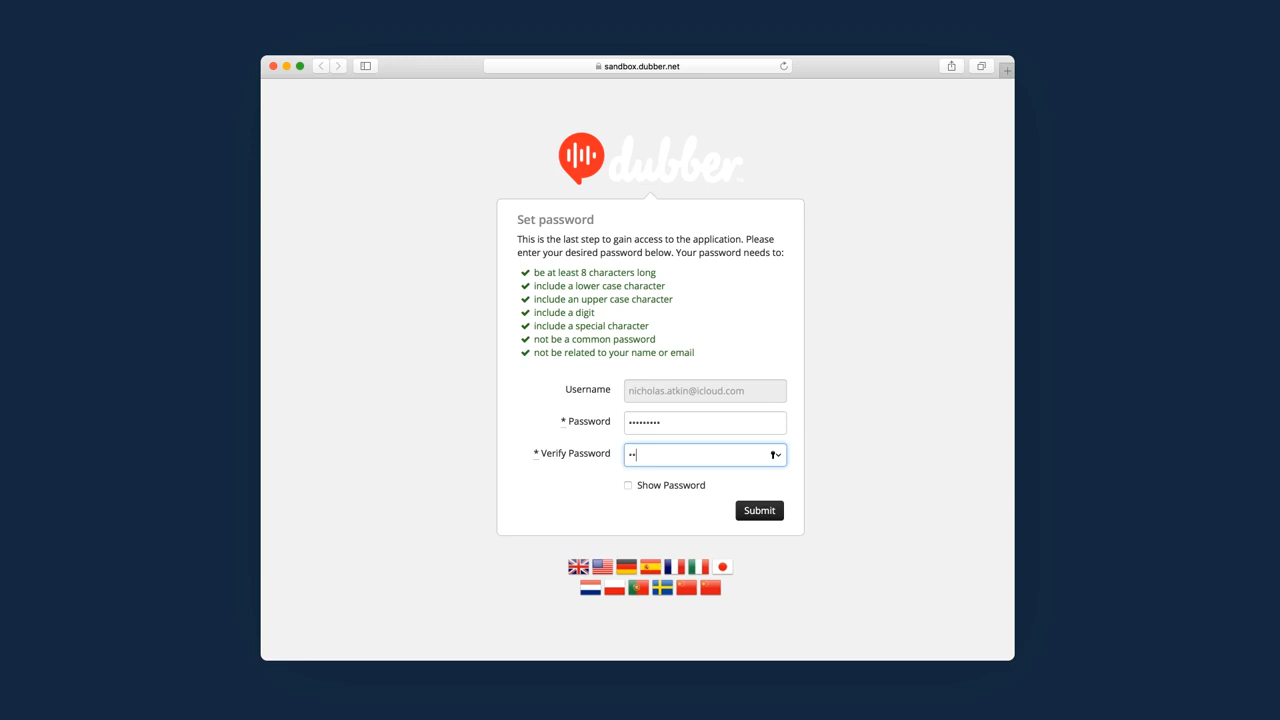 sandbox.dubber.net
dubber
Set password
This is the last step to gain access to the application. Please
enter your desired password below. Your password needs to:
be at least 8 characters long
include a lower case character
include an upper case character
include a digit
include a special character
not be a common password
not be related to your name or email
Username nicholas.atkin@icloud.com
* Password •••••••••
* Verify Password ••
Show Password
Submit